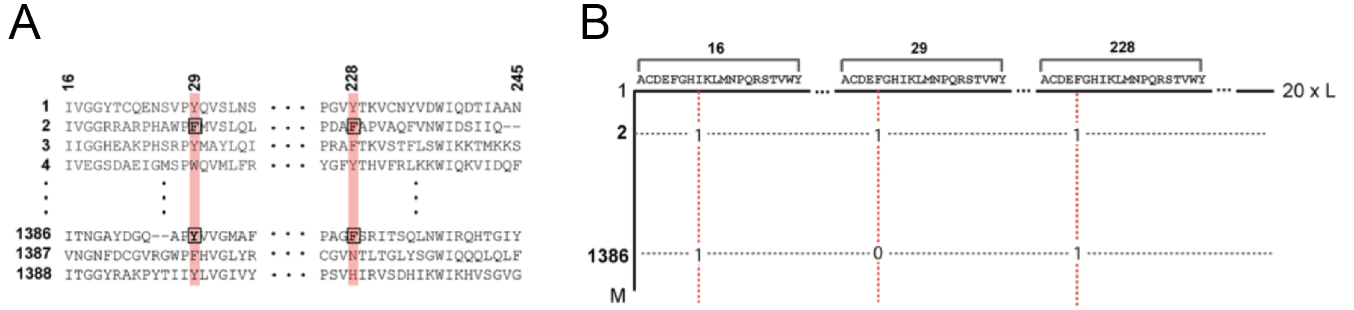 A
B
16 29 228 245
1 IVGGYTCQENSVPYQVSLNS · · · PGVYTKVCNYVDWIQDTIAAN
2 IVGGRRARPHAWPFMVSLQL · · · PDAFAPVAQFVNWIDSIIQ--
3 IIGGHEAKPHSRPYMAYLQI · · · PRAFTKVSTFLSWIKKTMKKS
4 IVEGSDAEIGMSPWQVMLFR · · · YGFYTHVFRLKKWIQKVIDQF
1386 ITNGAYDGQ--APYVVGMAF · · · PAGFSRITSQLNWIRQHTGIY
1387 VNGNFDCGVRGWPFHVGLYR · · · CGVNTLTGLYSGWIQQQLQLF
1388 ITGGYRAKPYTIIYLVGIVY · · · PSVHIRVSDHIKWIKHVSGVG
16 29 228
ACDEFGHIKLMNPQRSTVWY ... ACDEFGHIKLMNPQRSTVWY ... ACDEFGHIKLMNPQRSTVWY ...
1 20 x L
2 1 1 1
1386 1 0 1
M